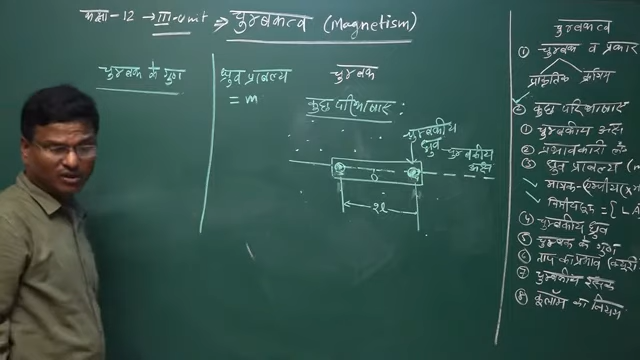 कक्षा-12 → III-Unit ⇒ चुम्बकत्व (Magnetism)
चुम्बक के गुण
ध्रुव प्राबल्य
= m
चुम्बक
कुछ परिभाषाएं :
चुम्बकीय
ध्रुव
चुम्बकीय
अक्ष
2l
चुम्बकत्व
① चुम्बक व प्रकार
प्राकृतिक कृत्रिम
② कुछ परिभाषाएं
① चुम्बकीय अक्ष
② प्रभावकारी लं
③ ध्रुव प्राबल्य (m
मात्रक-एम्पीय(
④ चुम्बकीय ध्रुव
⑤ चुम्बक के गुण
⑥ ताप का प्रभाव (क्यूरी
⑦ चुम्बकीय
⑧ कूलॉम का नियम